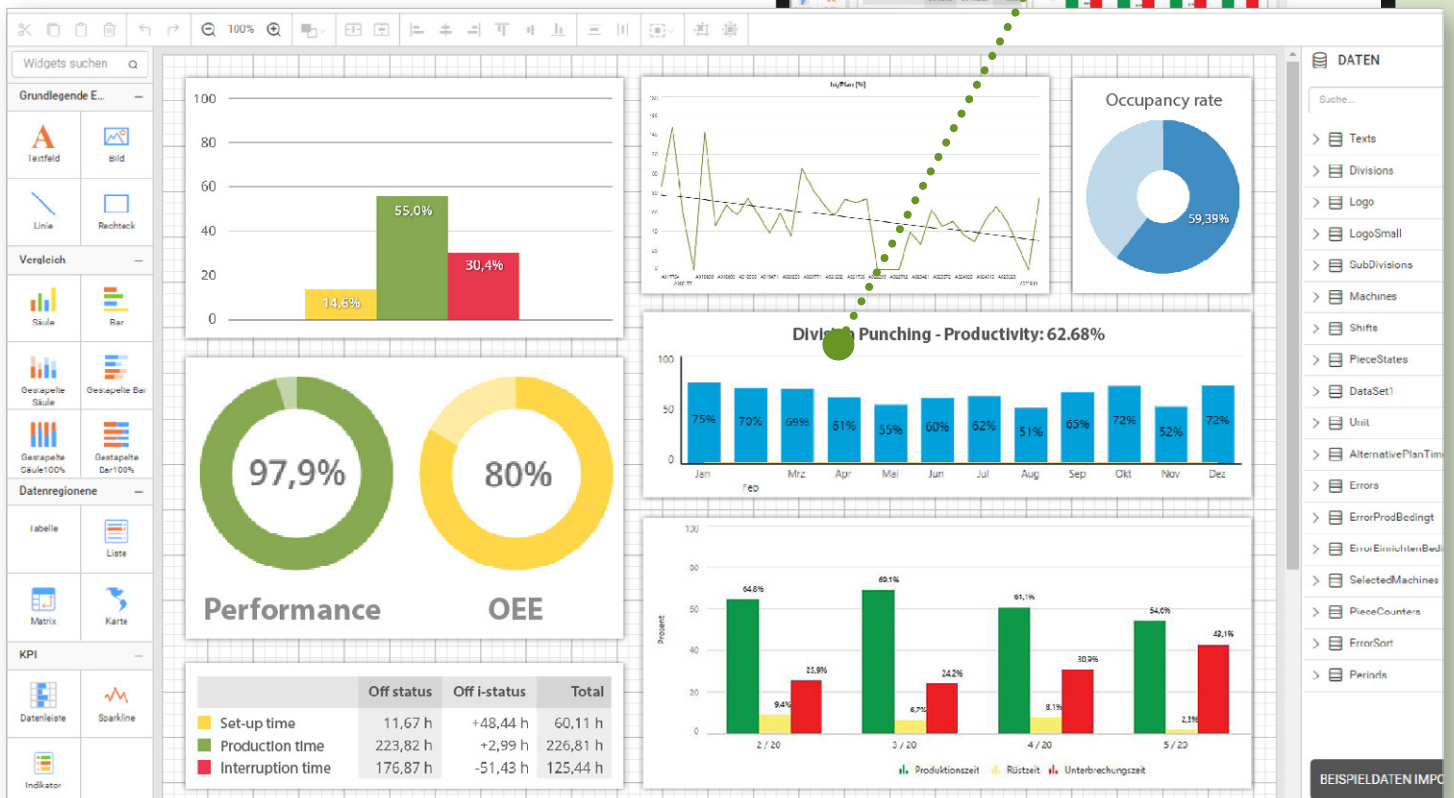 100%
Widgets suchen
Grundlegende E...
Textfeld
Bild
Linie
Rechteck
Vergleich
Säule
Bar
Gestapelte Säule
Gestapelte Bar
Gestapelte Säule100%
Gestapelte Bar100%
Datenregionene
Tabelle
Liste
Matrix
Karte
KPI
Datenleiste
Sparkline
Indikator
100
80
60
40
20
0
14,6%
55,0%
30,4%
97,9%
80%
Performance
OEE
Off status Off i-status Total
Set-up time 11,67 h +48,44 h 60,11 h
Production time 223,82 h +2,99 h 226,81 h
Interruption time 176,87 h -51,43 h 125,44 h
Occupancy rate
59,39%
Division Punching - Productivity: 62.68%
100
50
0
75% 70% 69% 61% 55% 60% 62% 51% 65% 72% 52% 72%
Jan Feb Mrz Apr Mai Jun Jul Aug Sep Okt Nov Dez
Prozent
100
80
60
40
20
0
64,8% 9,4% 25,9%
69,1% 6,7% 24,2%
61,1% 8,1% 30,9%
54,6% 2,3% 43,1%
2 / 20 3 / 20 4 / 20 5 / 20
Produktionszeit Rüstzeit Unterbrechungszeit
DATEN
Suche...
Texts
Divisions
Logo
LogoSmall
SubDivisions
Machines
Shifts
PieceStates
DataSet1
Unit
AlternativePlanTim
Errors
ErrorProdBedingt
ErrorEinrichtenBedi
SelectedMachines
PieceCounters
ErrorSort
Periods
BEISPIELDATEN IMPO